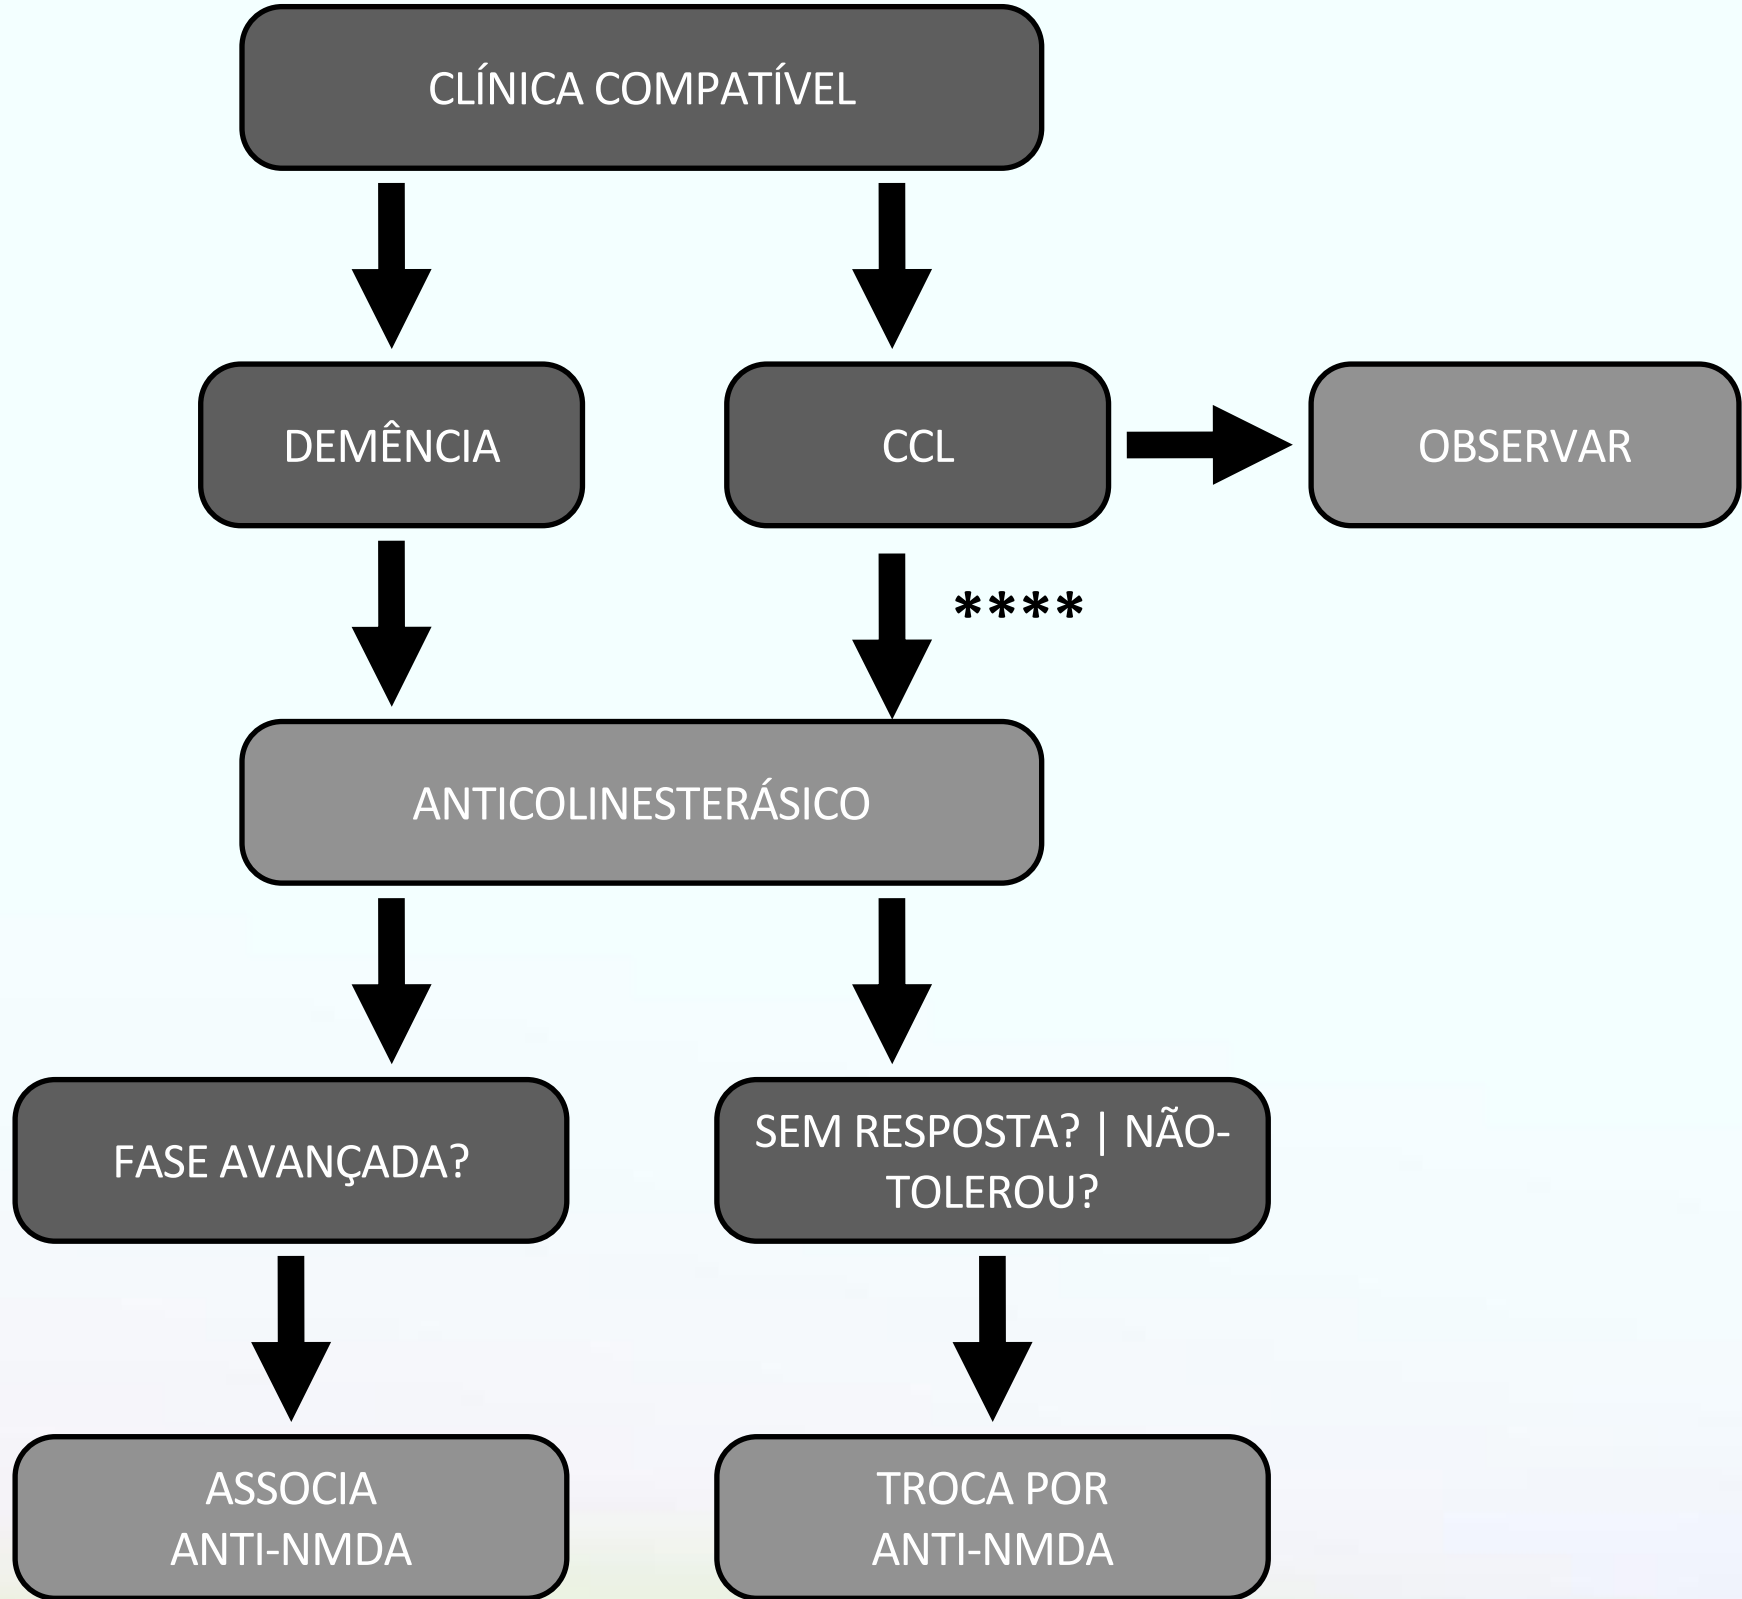 CLÍNICA COMPATÍVEL
DEMÊNCIA
CCL
OBSERVAR
****
ANTICOLINESTERÁSICO
FASE AVANÇADA?
SEM RESPOSTA? | NÃO-
TOLEROU?
ASSOCIA
ANTI-NMDA
TROCA POR
ANTI-NMDA